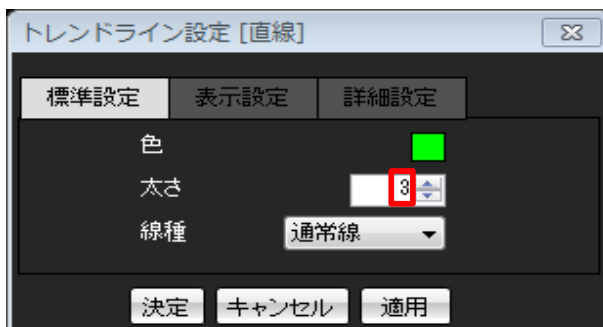 トレンドライン設定 [直線]
標準設定 表示設定 詳細設定
色
太さ 3
線種 通常線
決定 キャンセル 適用